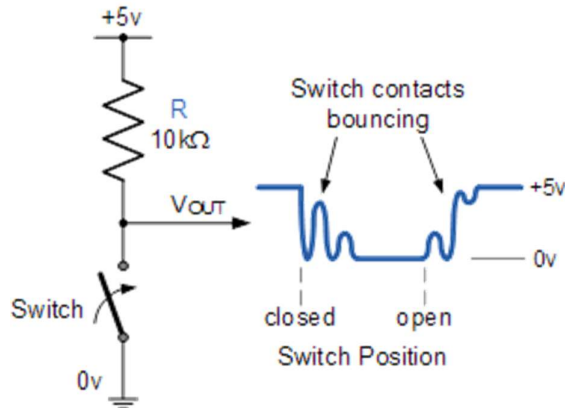 +5v
R
10kΩ
VOUT
Switch
0v
Switch contacts
bouncing
+5v
0v
closed
open
Switch Position